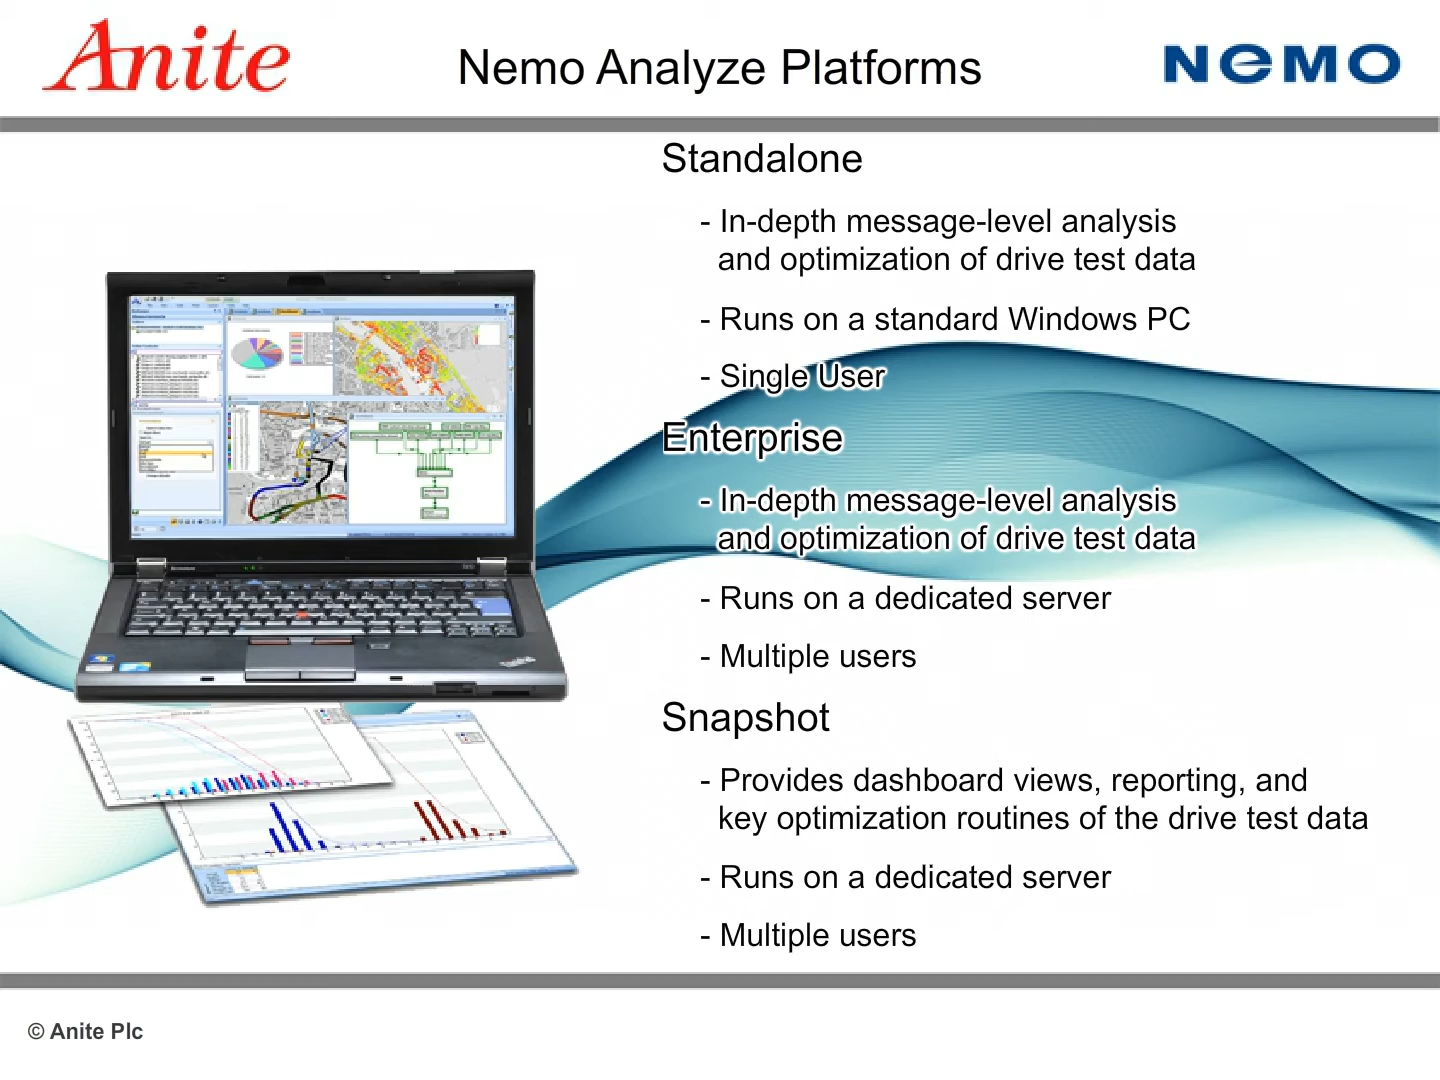 Anite
Nemo Analyze Platforms
NEMO
Standalone
- In-depth message-level analysis
and optimization of drive test data
- Runs on a standard Windows PC
- Single User
Enterprise
- In-depth message-level analysis
and optimization of drive test data
- Runs on a dedicated server
- Multiple users
Snapshot
- Provides dashboard views, reporting, and
key optimization routines of the drive test data
- Runs on a dedicated server
- Multiple users
ThinkPad
© Anite Plc